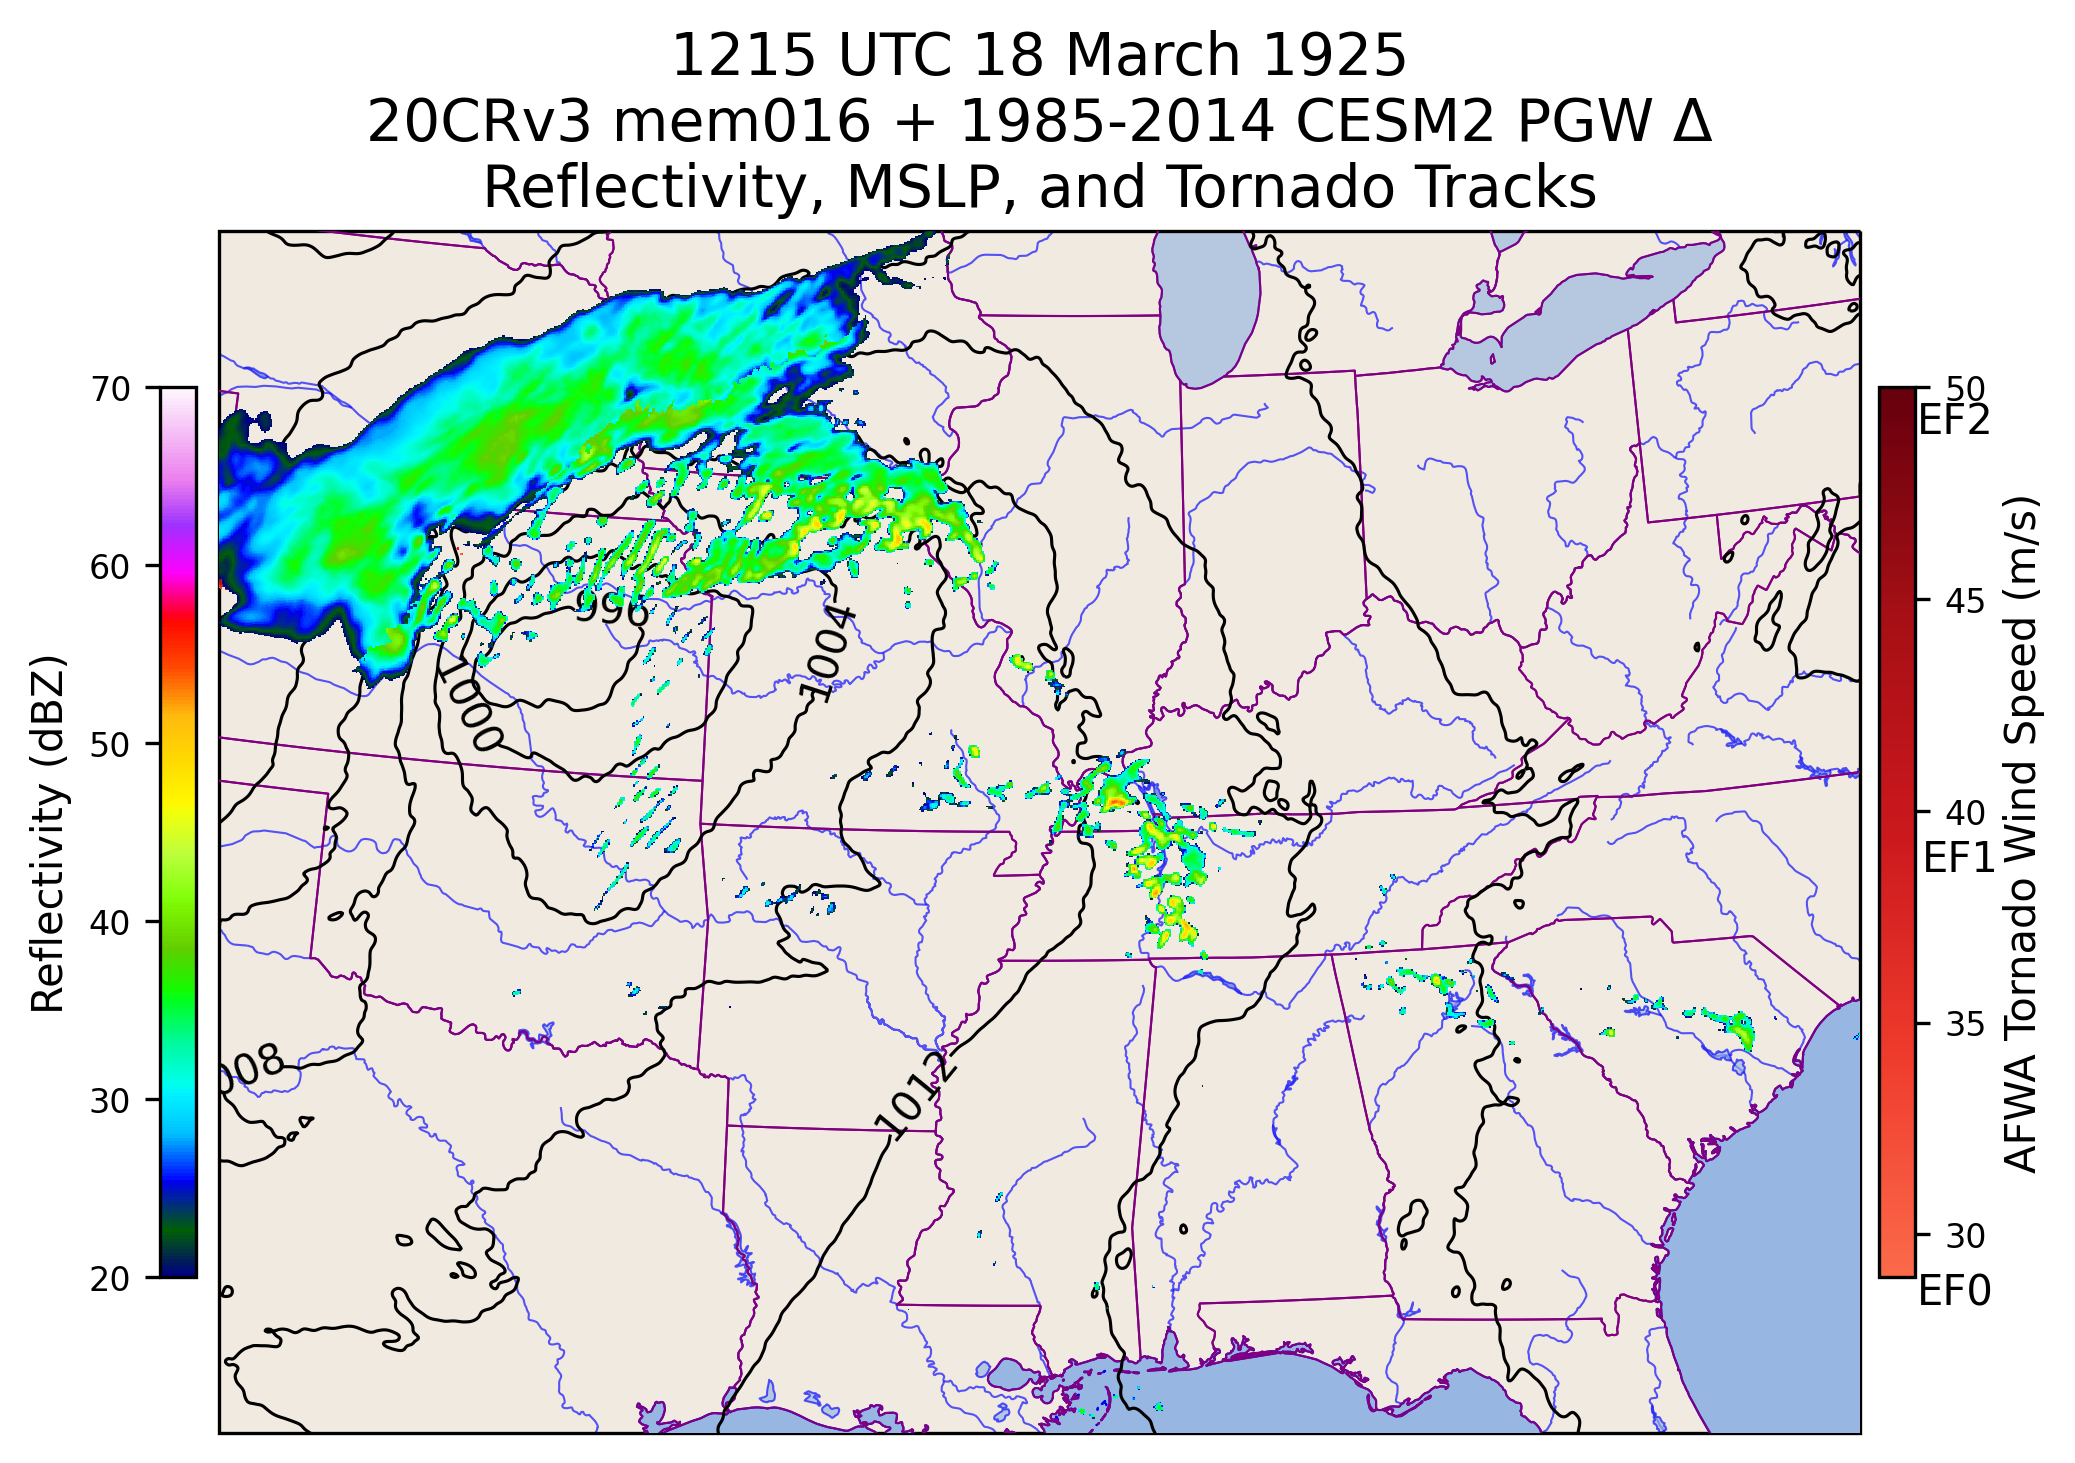 1215 UTC 18 March 1925
20CRv3 mem016 + 1985-2014 CESM2 PGW Δ
Reflectivity, MSLP, and Tornado Tracks
70
60
50
40
30
20
Reflectivity (dBZ)
996
1004
1000
008
1012
50
EF2
45
40
EF1
35
30
EF0
AFWA Tornado Wind Speed (m/s)